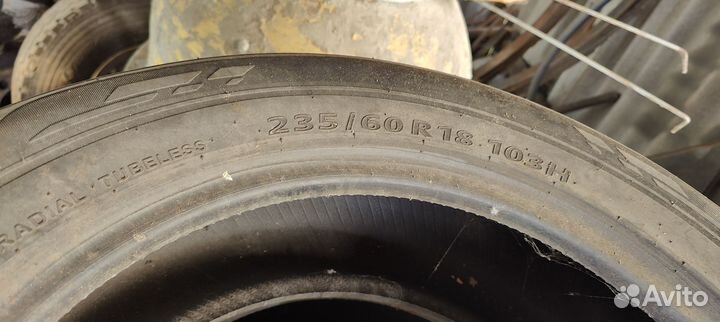 235/60 R18 103H
RADIAL TUBELESS
Avito